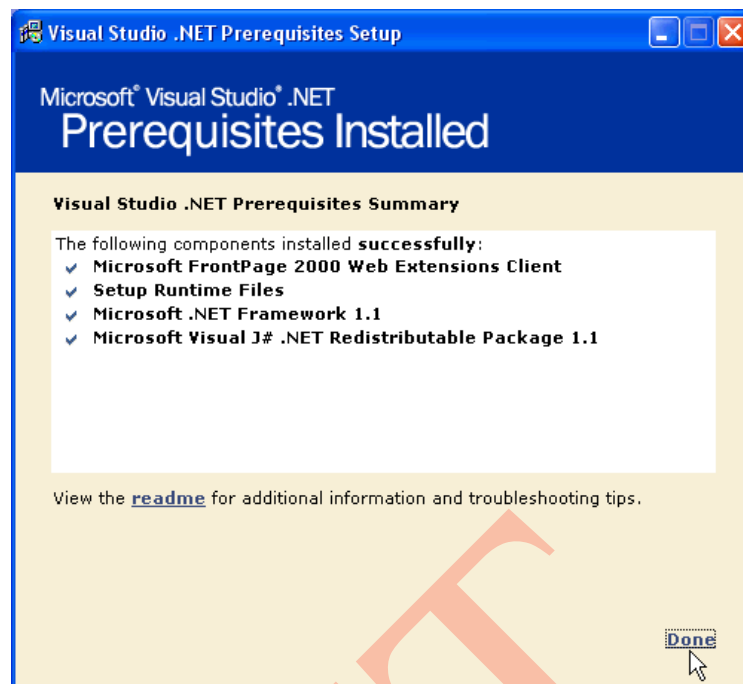 Visual Studio .NET Prerequisites Setup
Microsoft® Visual Studio® .NET
Prerequisites Installed
Visual Studio .NET Prerequisites Summary
The following components installed successfully:
Microsoft FrontPage 2000 Web Extensions Client
Setup Runtime Files
Microsoft .NET Framework 1.1
Microsoft Visual J# .NET Redistributable Package 1.1
View the readme for additional information and troubleshooting tips.
Done